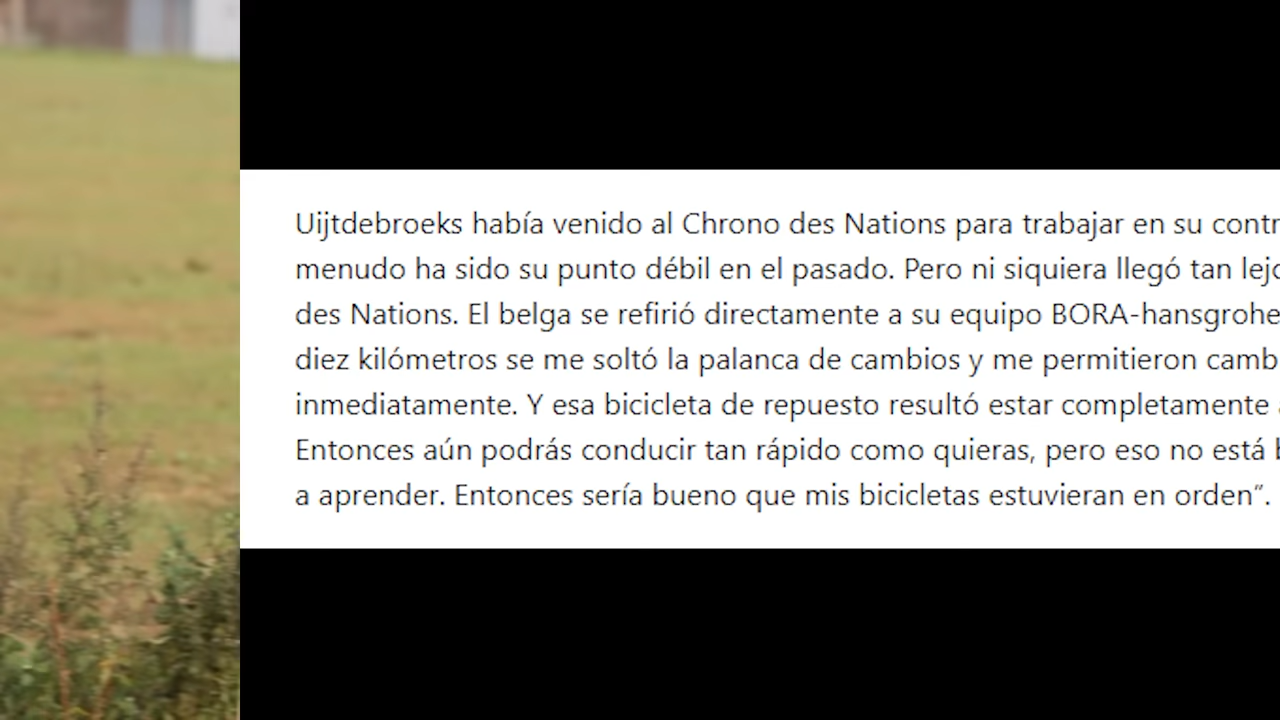 Uijtdebroeks había venido al Chrono des Nations para trabajar en su
menudo ha sido su punto débil en el pasado. Pero ni siquiera llegó tan
des Nations. El belga se refirió directamente a su equipo BORA-hansgrohe
diez kilómetros se me soltó la palanca de cambios y me permitieron
inmediatamente. Y esa bicicleta de repuesto resultó estar completamente
Entonces aún podrás conducir tan rápido como quieras, pero eso no está
a aprender. Entonces sería bueno que mis bicicletas estuvieran en orden”.